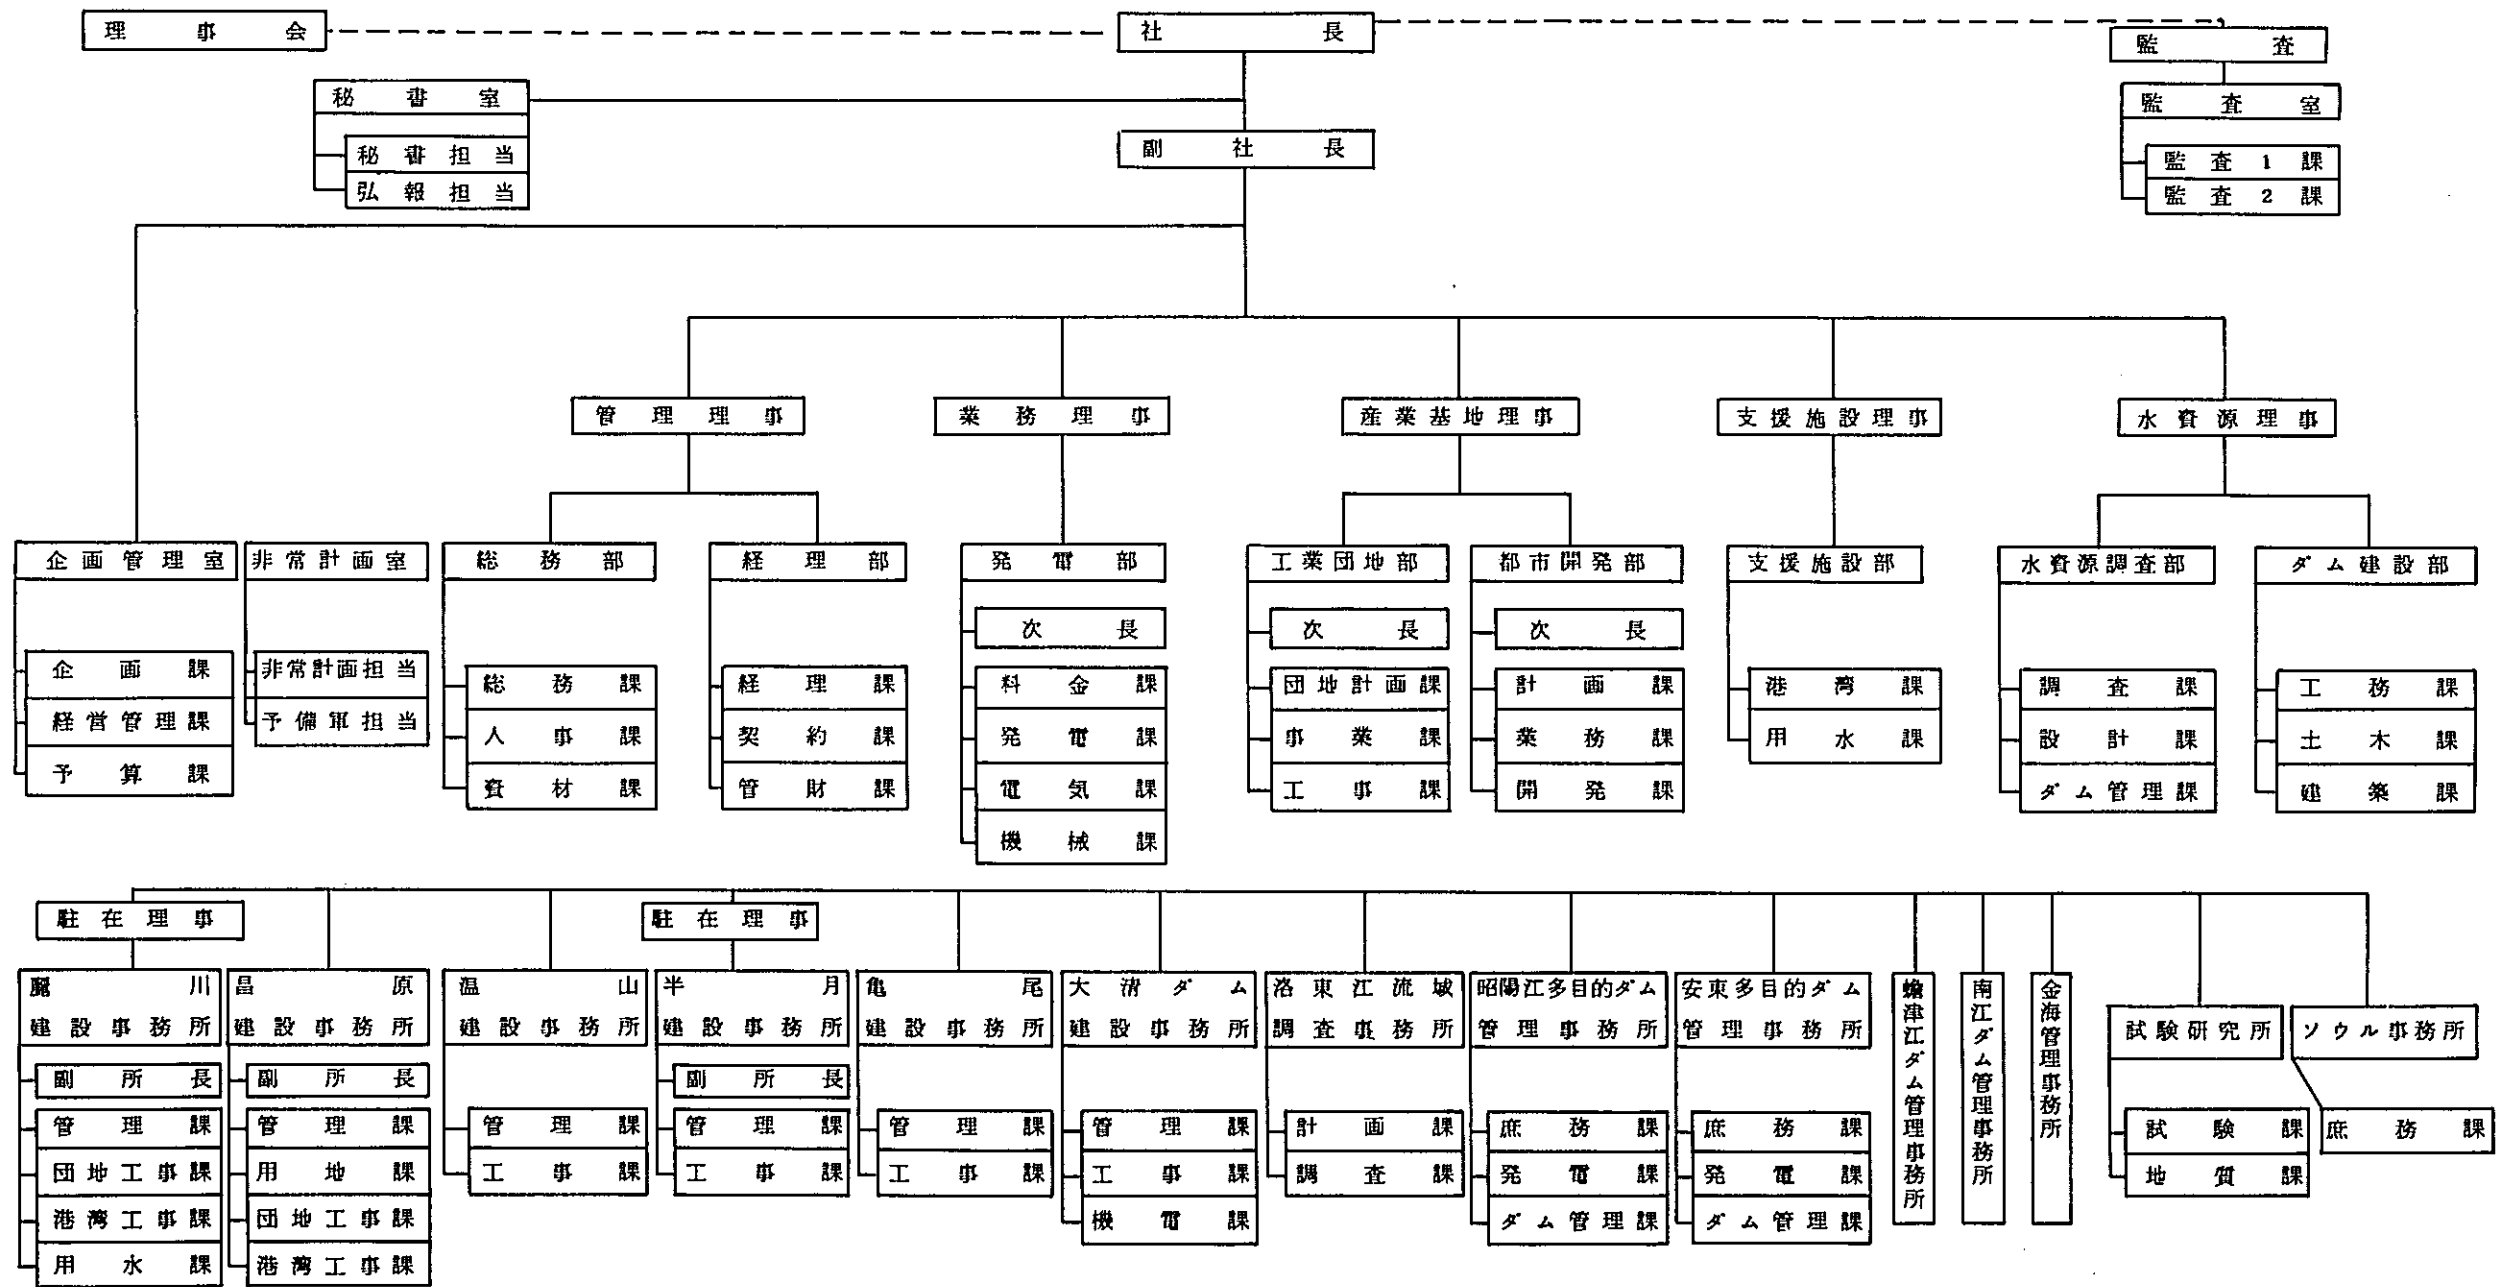 理事会
社長
監査
秘書室
監査室
秘書担当
弘報担当
副社長
監査1課
監査2課
管理理事
業務理事
産業基地理事
支援施設理事
水資源理事
企画管理室
非常計画室
総務部
経理部
発電部
工業団地部
都市開発部
支援施設部
水資源調査部
ダム建設部
次長
次長
次長
企画課
経営管理課
予算課
非常計画担当
予備軍担当
総務課
人事課
資材課
経理課
契約課
管財課
料金課
発電課
電気課
機械課
団地計画課
事業課
工事課
計画課
業務課
開発課
港湾課
用水課
調査課
設計課
ダム管理課
工務課
土木課
建築課
駐在理事
駐在理事
川
建設事務所
昌原
建設事務所
温山
建設事務所
半月
建設事務所
亀尾
建設事務所
大清ダム
建設事務所
洛東江流域
調査事務所
昭陽江多目的ダム
管理事務所
安東多目的ダム
管理事務所
津江ダム管理事務所
南江ダム管理事務所
金海管理事務所
試験研究所
ソウル事務所
副所長
管理課
団地工事課
港湾工事課
用水課
副所長
管理課
用地課
団地工事課
港湾工事課
管理課
工事課
副所長
管理課
工事課
管理課
工事課
管理課
工事課
機電課
計画課
調査課
庶務課
発電課
ダム管理課
庶務課
発電課
ダム管理課
試験課
地質課
庶務課